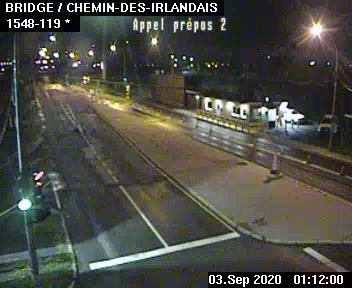 BRIDGE / CHEMIN-DES-IRLANDAIS
1548-119 *
Appel prépos 2
03.Sep 2020 01:12:00